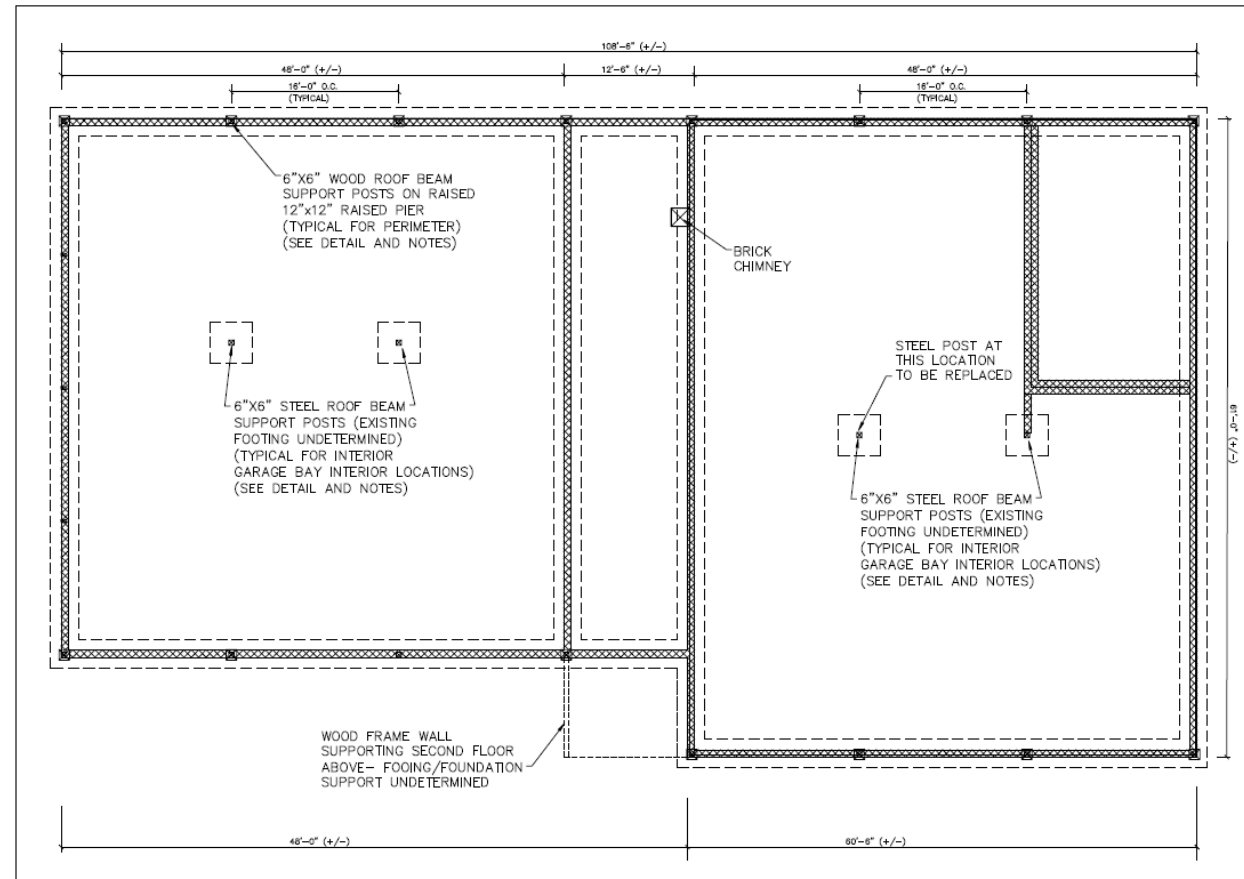 108'-6" (+/-)
48'-0" (+/-)
12'-6" (+/-)
48'-0" (+/-)
16'-0" O.C.
(TYPICAL)
16'-0" O.C.
(TYPICAL)
6"X6" WOOD ROOF BEAM
SUPPORT POSTS ON RAISED
12"x12" RAISED PIER
(TYPICAL FOR PERIMETER)
(SEE DETAIL AND NOTES)
BRICK
CHIMNEY
STEEL POST AT
THIS LOCATION
TO BE REPLACED
6"X6" STEEL ROOF BEAM
SUPPORT POSTS (EXISTING
FOOTING UNDETERMINED)
(TYPICAL FOR INTERIOR
GARAGE BAY INTERIOR LOCATIONS)
(SEE DETAIL AND NOTES)
61'-0" (+/-)
6"X6" STEEL ROOF BEAM
SUPPORT POSTS (EXISTING
FOOTING UNDETERMINED)
(TYPICAL FOR INTERIOR
GARAGE BAY INTERIOR LOCATIONS)
(SEE DETAIL AND NOTES)
WOOD FRAME WALL
SUPPORTING SECOND FLOOR
ABOVE- FOOING/FOUNDATION
SUPPORT UNDETERMINED
48'-0" (+/-)
60'-6" (+/-)